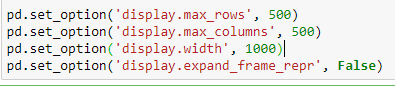 pd.set_option('display.max_rows', 500)
pd.set_option('display.max_columns', 500)
pd.set_option('display.width', 1000)
pd.set_option('display.expand_frame_repr', False)